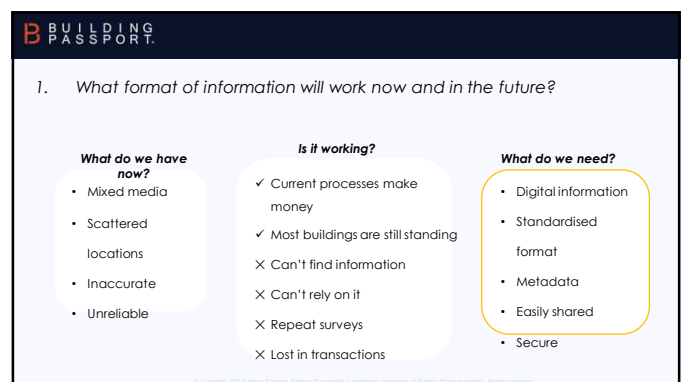 BUILDING
PASSPORT.
1. What format of information will work now and in the future?
What do we have
now?
• Mixed media
• Scattered
locations
• Inaccurate
• Unreliable
Is it working?
✓ Current processes make
money
✓ Most buildings are still standing
✕ Can't find information
✕ Can't rely on it
✕ Repeat surveys
✕ Lost in transactions
What do we need?
• Digital information
• Standardised
format
• Metadata
• Easily shared
• Secure